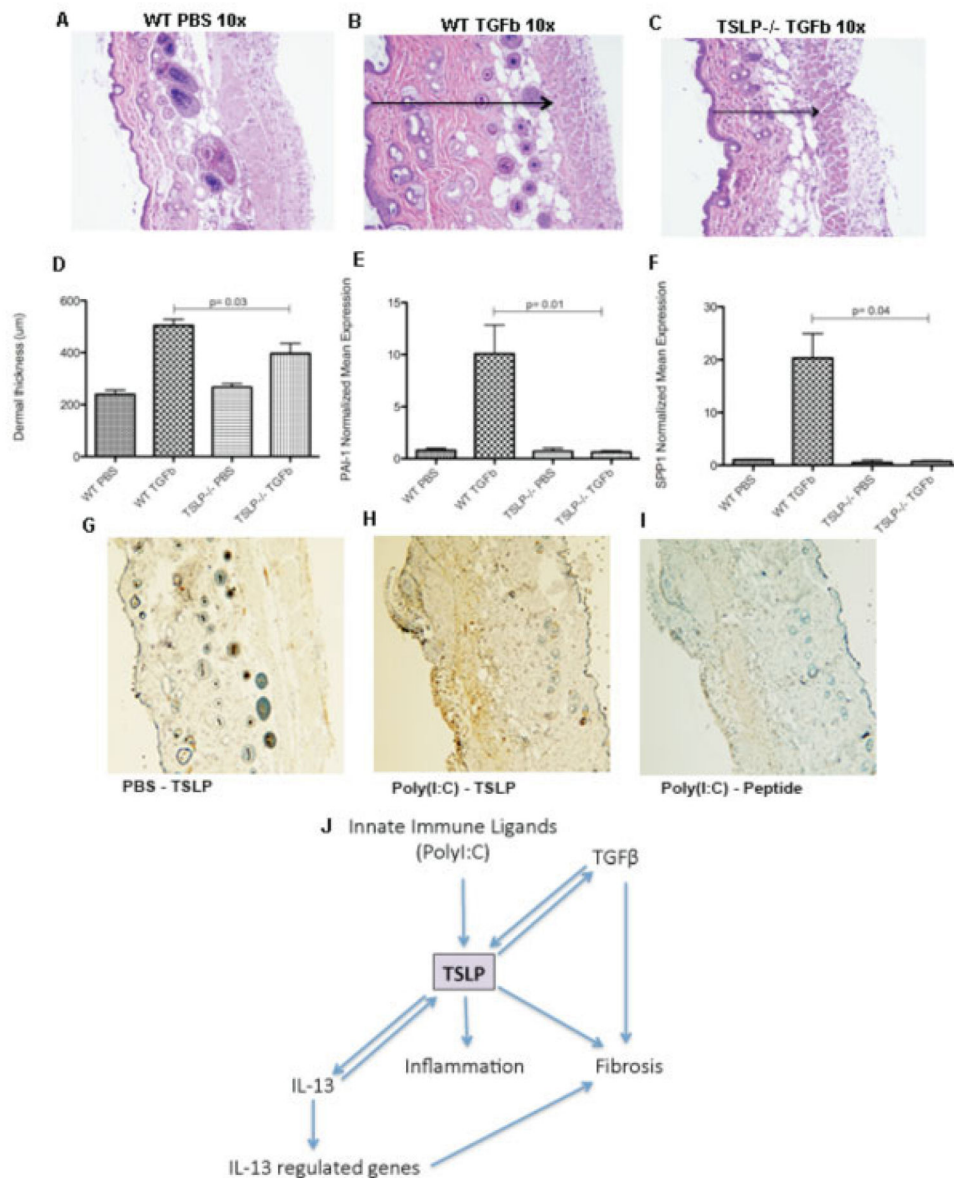 A
WT PBS 10x
B
WT TGFb 10x
C
TSLP-/- TGFb 10x
D
Dermal thickness (um)
600
400
200
0
p= 0.03
WT PBS
WT TGFb
TSLP-/- PBS
TSLP-/- TGFb
E
PAI-1 Normalized Mean Expression
15
10
5
0
p= 0.01
WT PBS
WT TGFb
TSLP-/- PBS
TSLP-/- TGFb
F
SPP1 Normalized Mean Expression
30
20
10
0
p= 0.04
WT PBS
WT TGFb
TSLP-/- PBS
TSLP-/- TGFb
G
PBS - TSLP
H
Poly(I:C) - TSLP
I
Poly(I:C) - Peptide
J
Innate Immune Ligands
(PolyI:C)
TGFβ
TSLP
IL-13
Inflammation
Fibrosis
IL-13 regulated genes